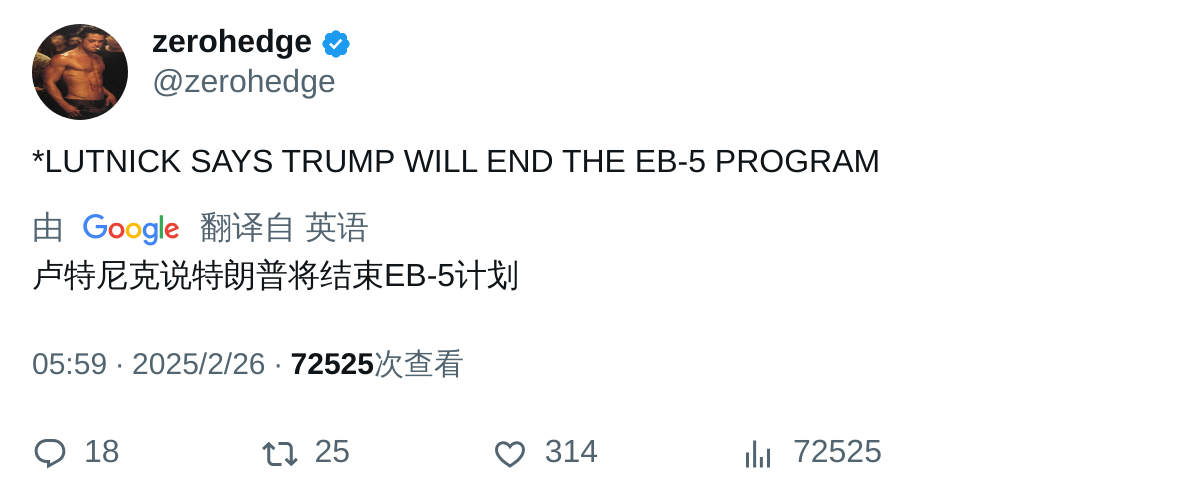 zerohedge
@zerohedge
*LUTNICK SAYS TRUMP WILL END THE EB-5 PROGRAM
由 Google 翻译自 英语
卢特尼克说特朗普将结束EB-5计划
05:59 · 2025/2/26 · 72525次查看
18 25 314 72525